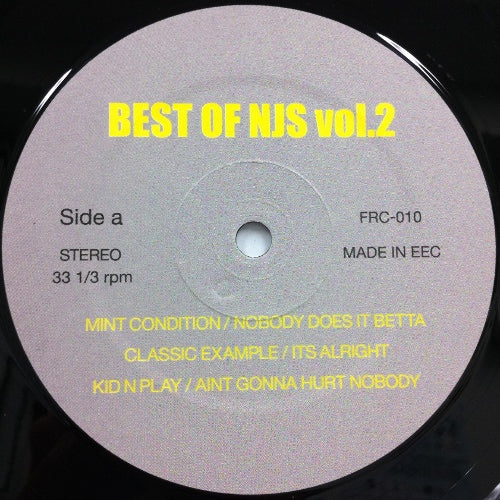 BEST OF NJS vol.2
Side a
FRC-010
STEREO
MADE IN EEC
33 1/3 rpm
MINT CONDITION / NOBODY DOES IT BETTA
CLASSIC EXAMPLE / ITS ALRIGHT
KID N PLAY / AINT GONNA HURT NOBODY